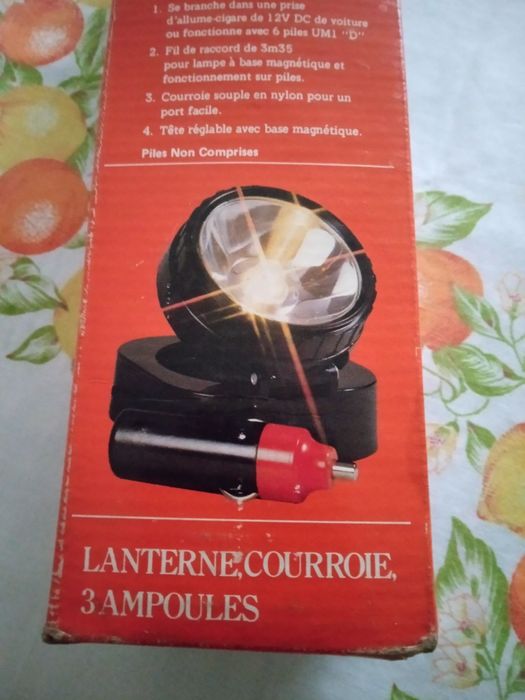 1. Se branche dans une prise
d'allume-cigare de 12V DC de voiture
ou fonctionne avec 6 piles UM1 "D"
2. Fil de raccord de 3m35
pour lampe à base magnétique et
fonctionnement sur piles.
3. Courroie souple en nylon pour un
port facile.
4. Tête réglable avec base magnétique.
Piles Non Comprises
LANTERNE,COURROIE,
3 AMPOULES